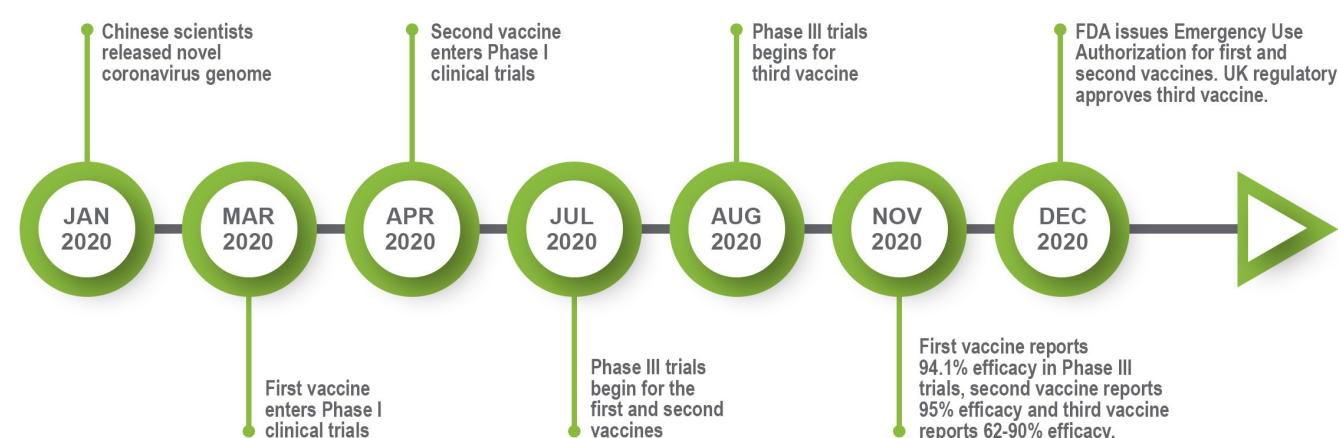 Chinese scientists
released novel
coronavirus genome
Second vaccine
enters Phase I
clinical trials
Phase III trials
begins for
third vaccine
FDA issues Emergency Use
Authorization for first and
second vaccines. UK regulatory
approves third vaccine.
JAN
2020
MAR
2020
APR
2020
JUL
2020
AUG
2020
NOV
2020
DEC
2020
First vaccine
enters Phase I
clinical trials
Phase III trials
begin for the
first and second
vaccines
First vaccine reports
94.1% efficacy in Phase III
trials, second vaccine reports
95% efficacy and third vaccine
reports 62-90% efficacy.